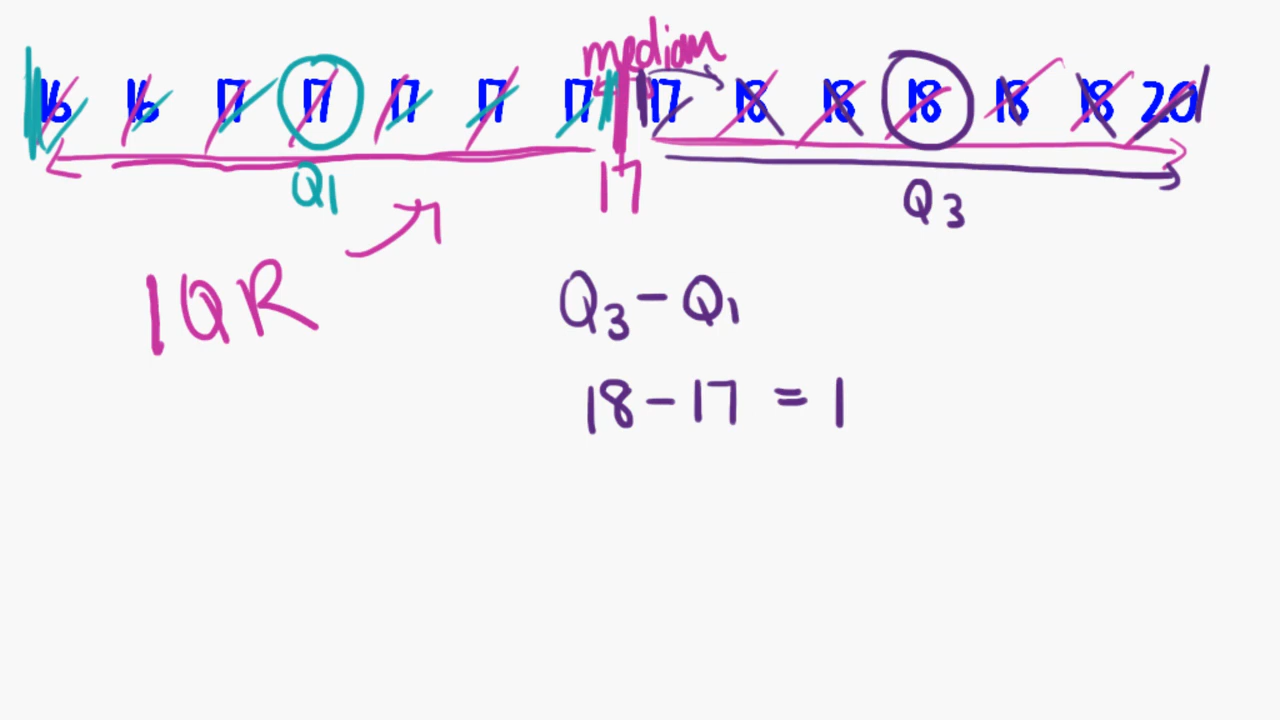 median
16 16 17 17 17 17 17 17 18 18 18 18 18 20
Q1 17 Q3
IQR Q3 - Q1
18 - 17 = 1